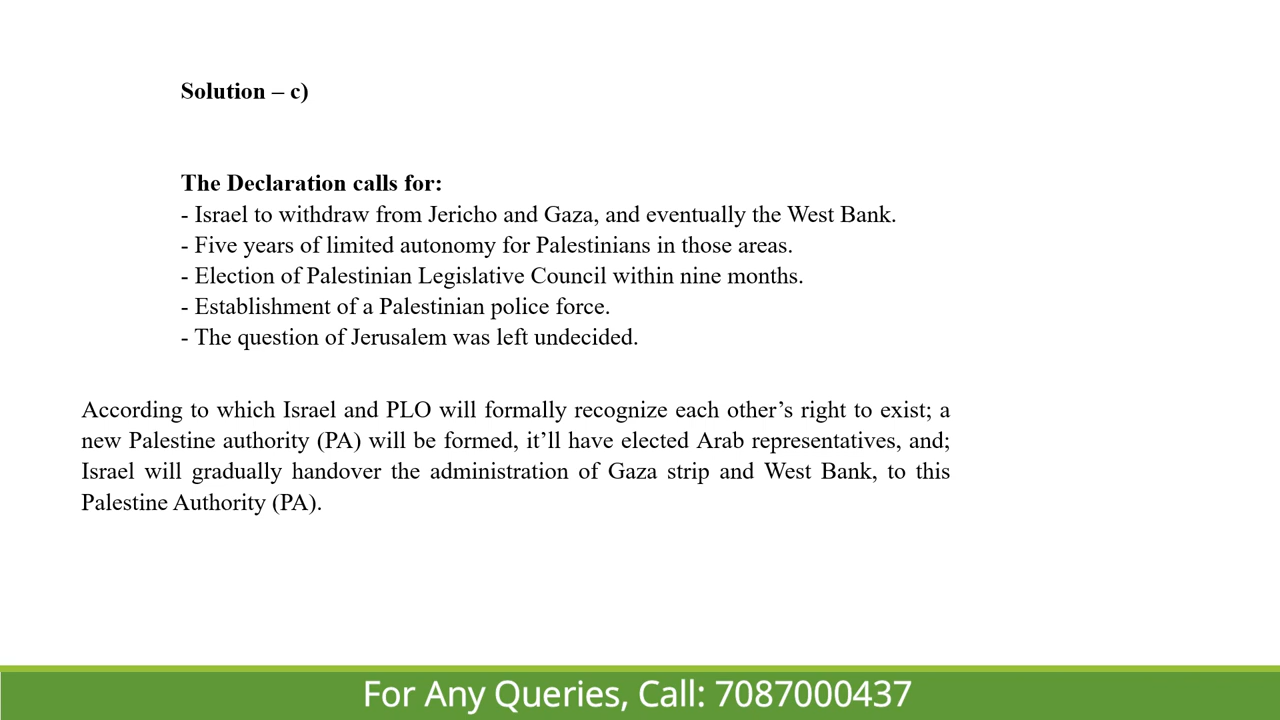 Solution – c)
The Declaration calls for:
- Israel to withdraw from Jericho and Gaza, and eventually the West Bank.
- Five years of limited autonomy for Palestinians in those areas.
- Election of Palestinian Legislative Council within nine months.
- Establishment of a Palestinian police force.
- The question of Jerusalem was left undecided.
According to which Israel and PLO will formally recognize each other’s right to exist; a
new Palestine authority (PA) will be formed, it’ll have elected Arab representatives, and;
Israel will gradually handover the administration of Gaza strip and West Bank, to this
Palestine Authority (PA).
For Any Queries, Call: 7087000437